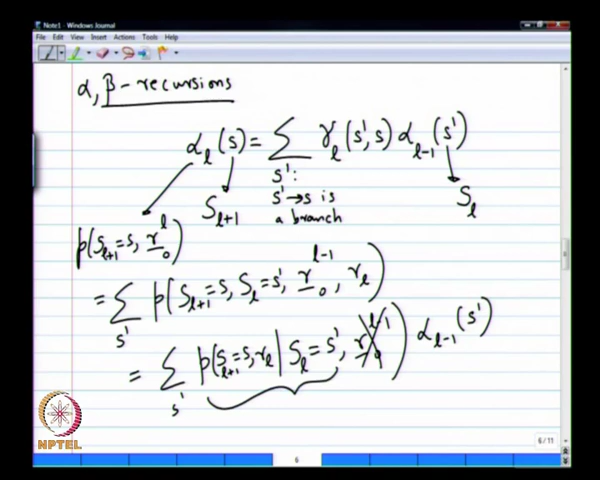 Note1 - Windows Journal
File Edit View Insert Actions Tools Help
α, β-recursions
α_l(s) = Σ γ_l(s', s) α_{l-1}(s')
s':
s'→s is
a branch
S_{l+1}
S_l
p(S_{l+1}=s, r_0^l)
= Σ_{s'} p(S_{l+1}=s, S_l=s', r_0^{l-1}, r_l)
= Σ_{s'} p(S_{l+1}=s, r_l | S_l=s', r_0^{l-1}) α_{l-1}(s')
NPTEL
6
6/11